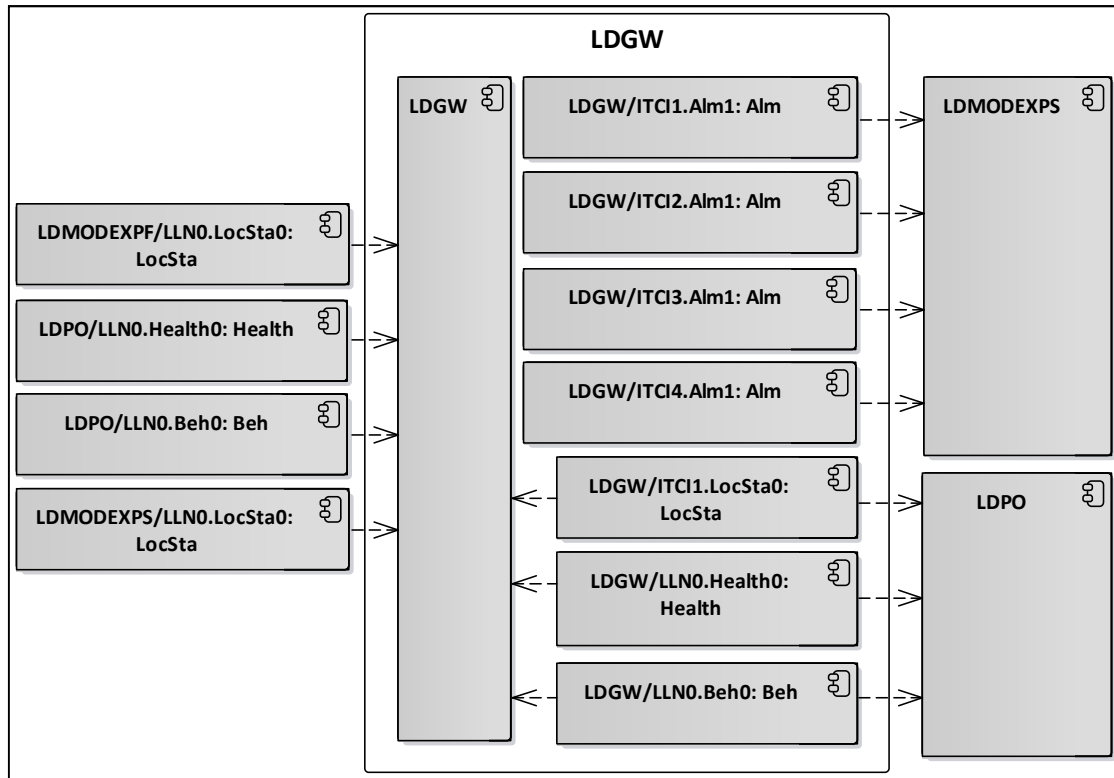 LDGW
LDGW
LDGW/ITCI1.Alm1: Alm
LDMODEXPS
LDGW/ITCI2.Alm1: Alm
LDMODEXPF/LLN0.LocSta0:
LocSta
LDGW/ITCI3.Alm1: Alm
LDPO/LLN0.Health0: Health
LDGW/ITCI4.Alm1: Alm
LDPO/LLN0.Beh0: Beh
LDGW/ITCI1.LocSta0:
LocSta
LDPO
LDMODEXPS/LLN0.LocSta0:
LocSta
LDGW/LLN0.Health0:
Health
LDGW/LLN0.Beh0: Beh